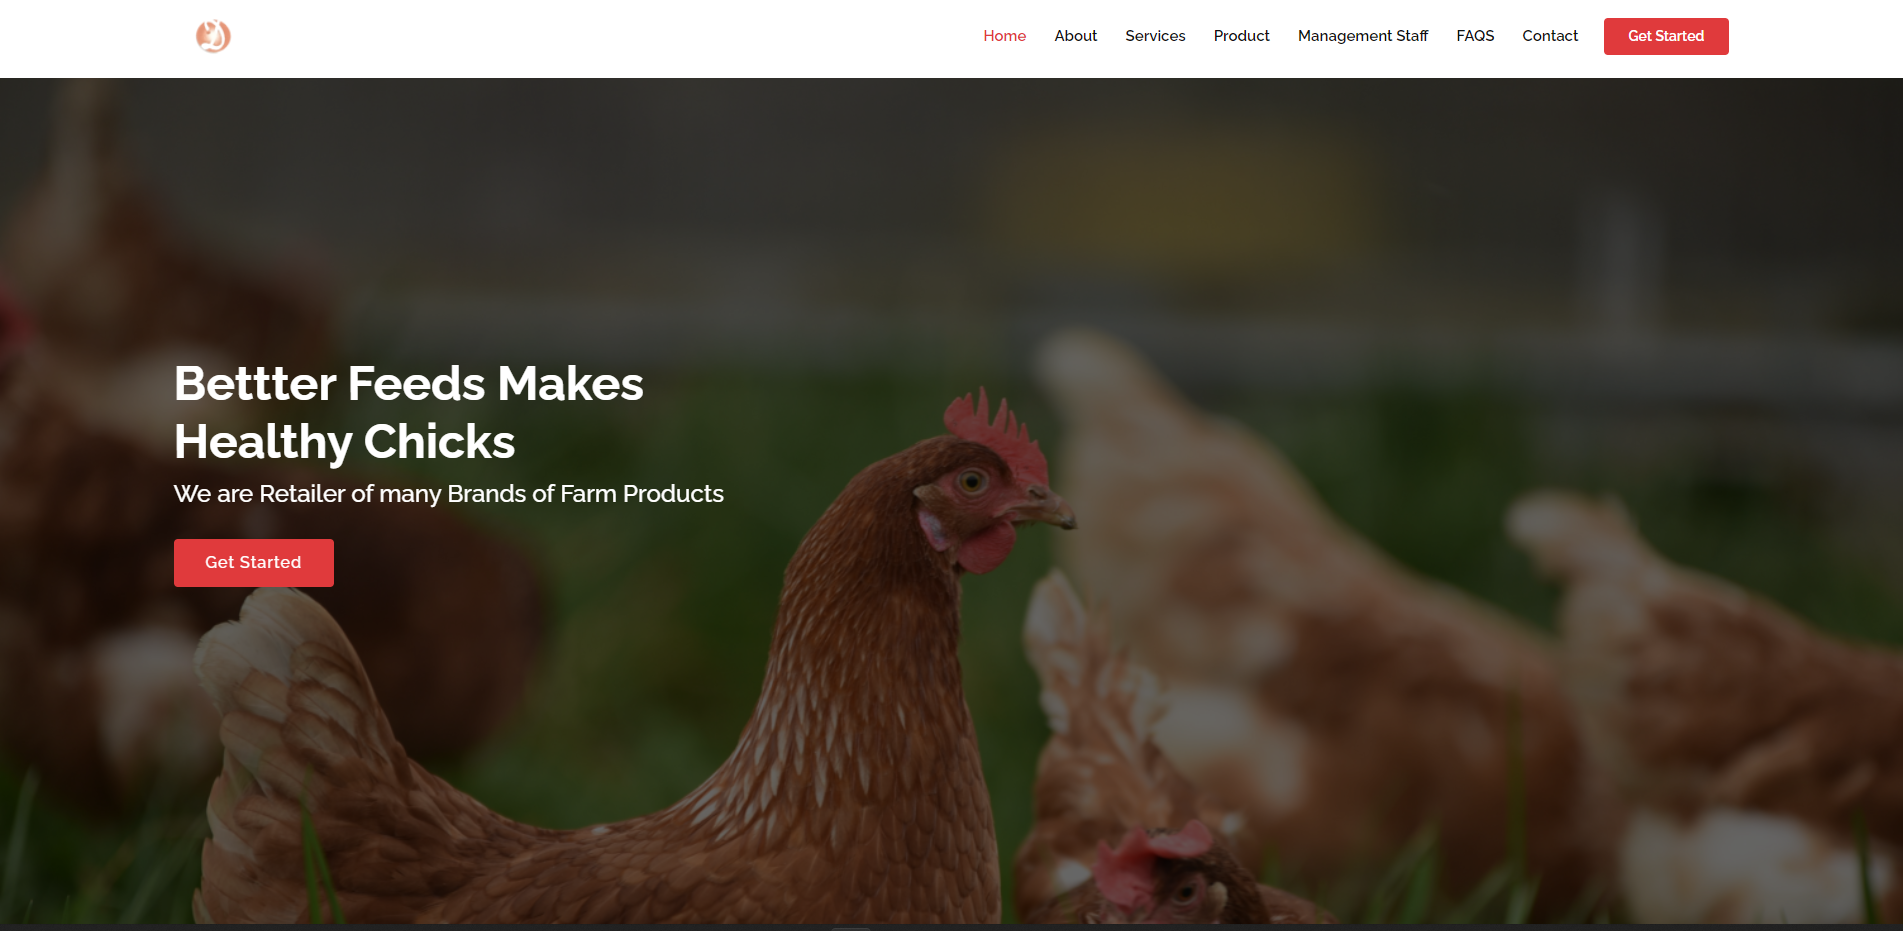 Home About Services Product Management Staff FAQS Contact Get Started
Bettter Feeds Makes
Healthy Chicks
We are Retailer of many Brands of Farm Products
Get Started